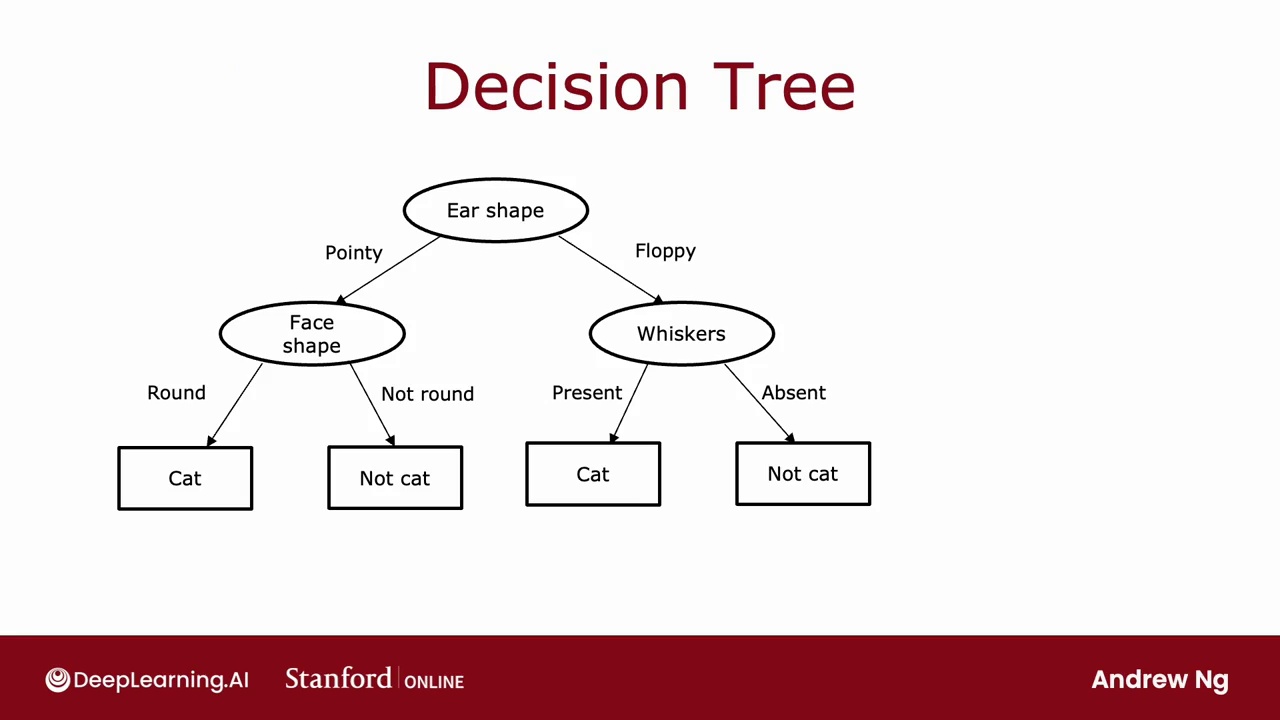 Decision Tree
Ear shape
Pointy
Floppy
Face
shape
Whiskers
Round
Not round
Present
Absent
Cat
Not cat
Cat
Not cat
DeepLearning.AI
Stanford ONLINE
Andrew Ng